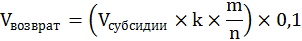 Vвозврат = (Vсубсидии × k × m/n) × 0,1